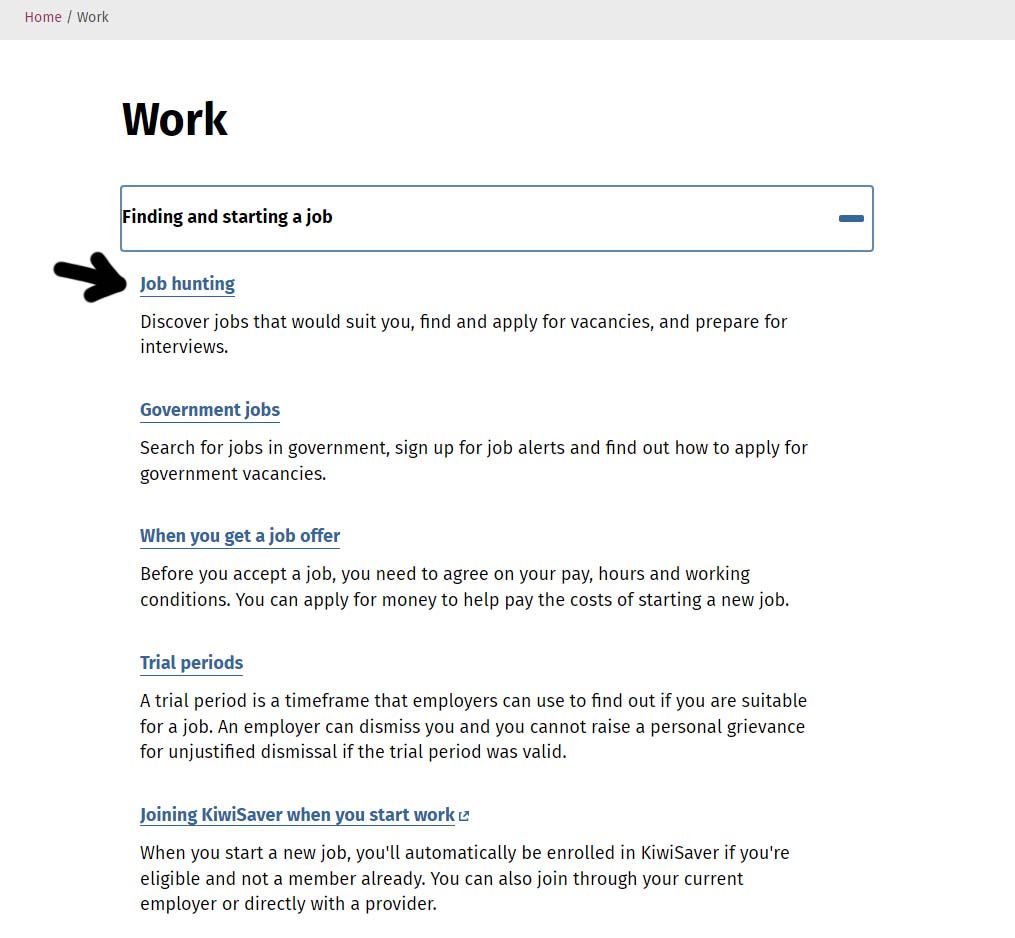 Home / Work
Work
Finding and starting a job
Job hunting
Discover jobs that would suit you, find and apply for vacancies, and prepare for
interviews.
Government jobs
Search for jobs in government, sign up for job alerts and find out how to apply for
government vacancies.
When you get a job offer
Before you accept a job, you need to agree on your pay, hours and working
conditions. You can apply for money to help pay the costs of starting a new job.
Trial periods
A trial period is a timeframe that employers can use to find out if you are suitable
for a job. An employer can dismiss you and you cannot raise a personal grievance
for unjustified dismissal if the trial period was valid.
Joining KiwiSaver when you start work
When you start a new job, you'll automatically be enrolled in KiwiSaver if you're
eligible and not a member already. You can also join through your current
employer or directly with a provider.